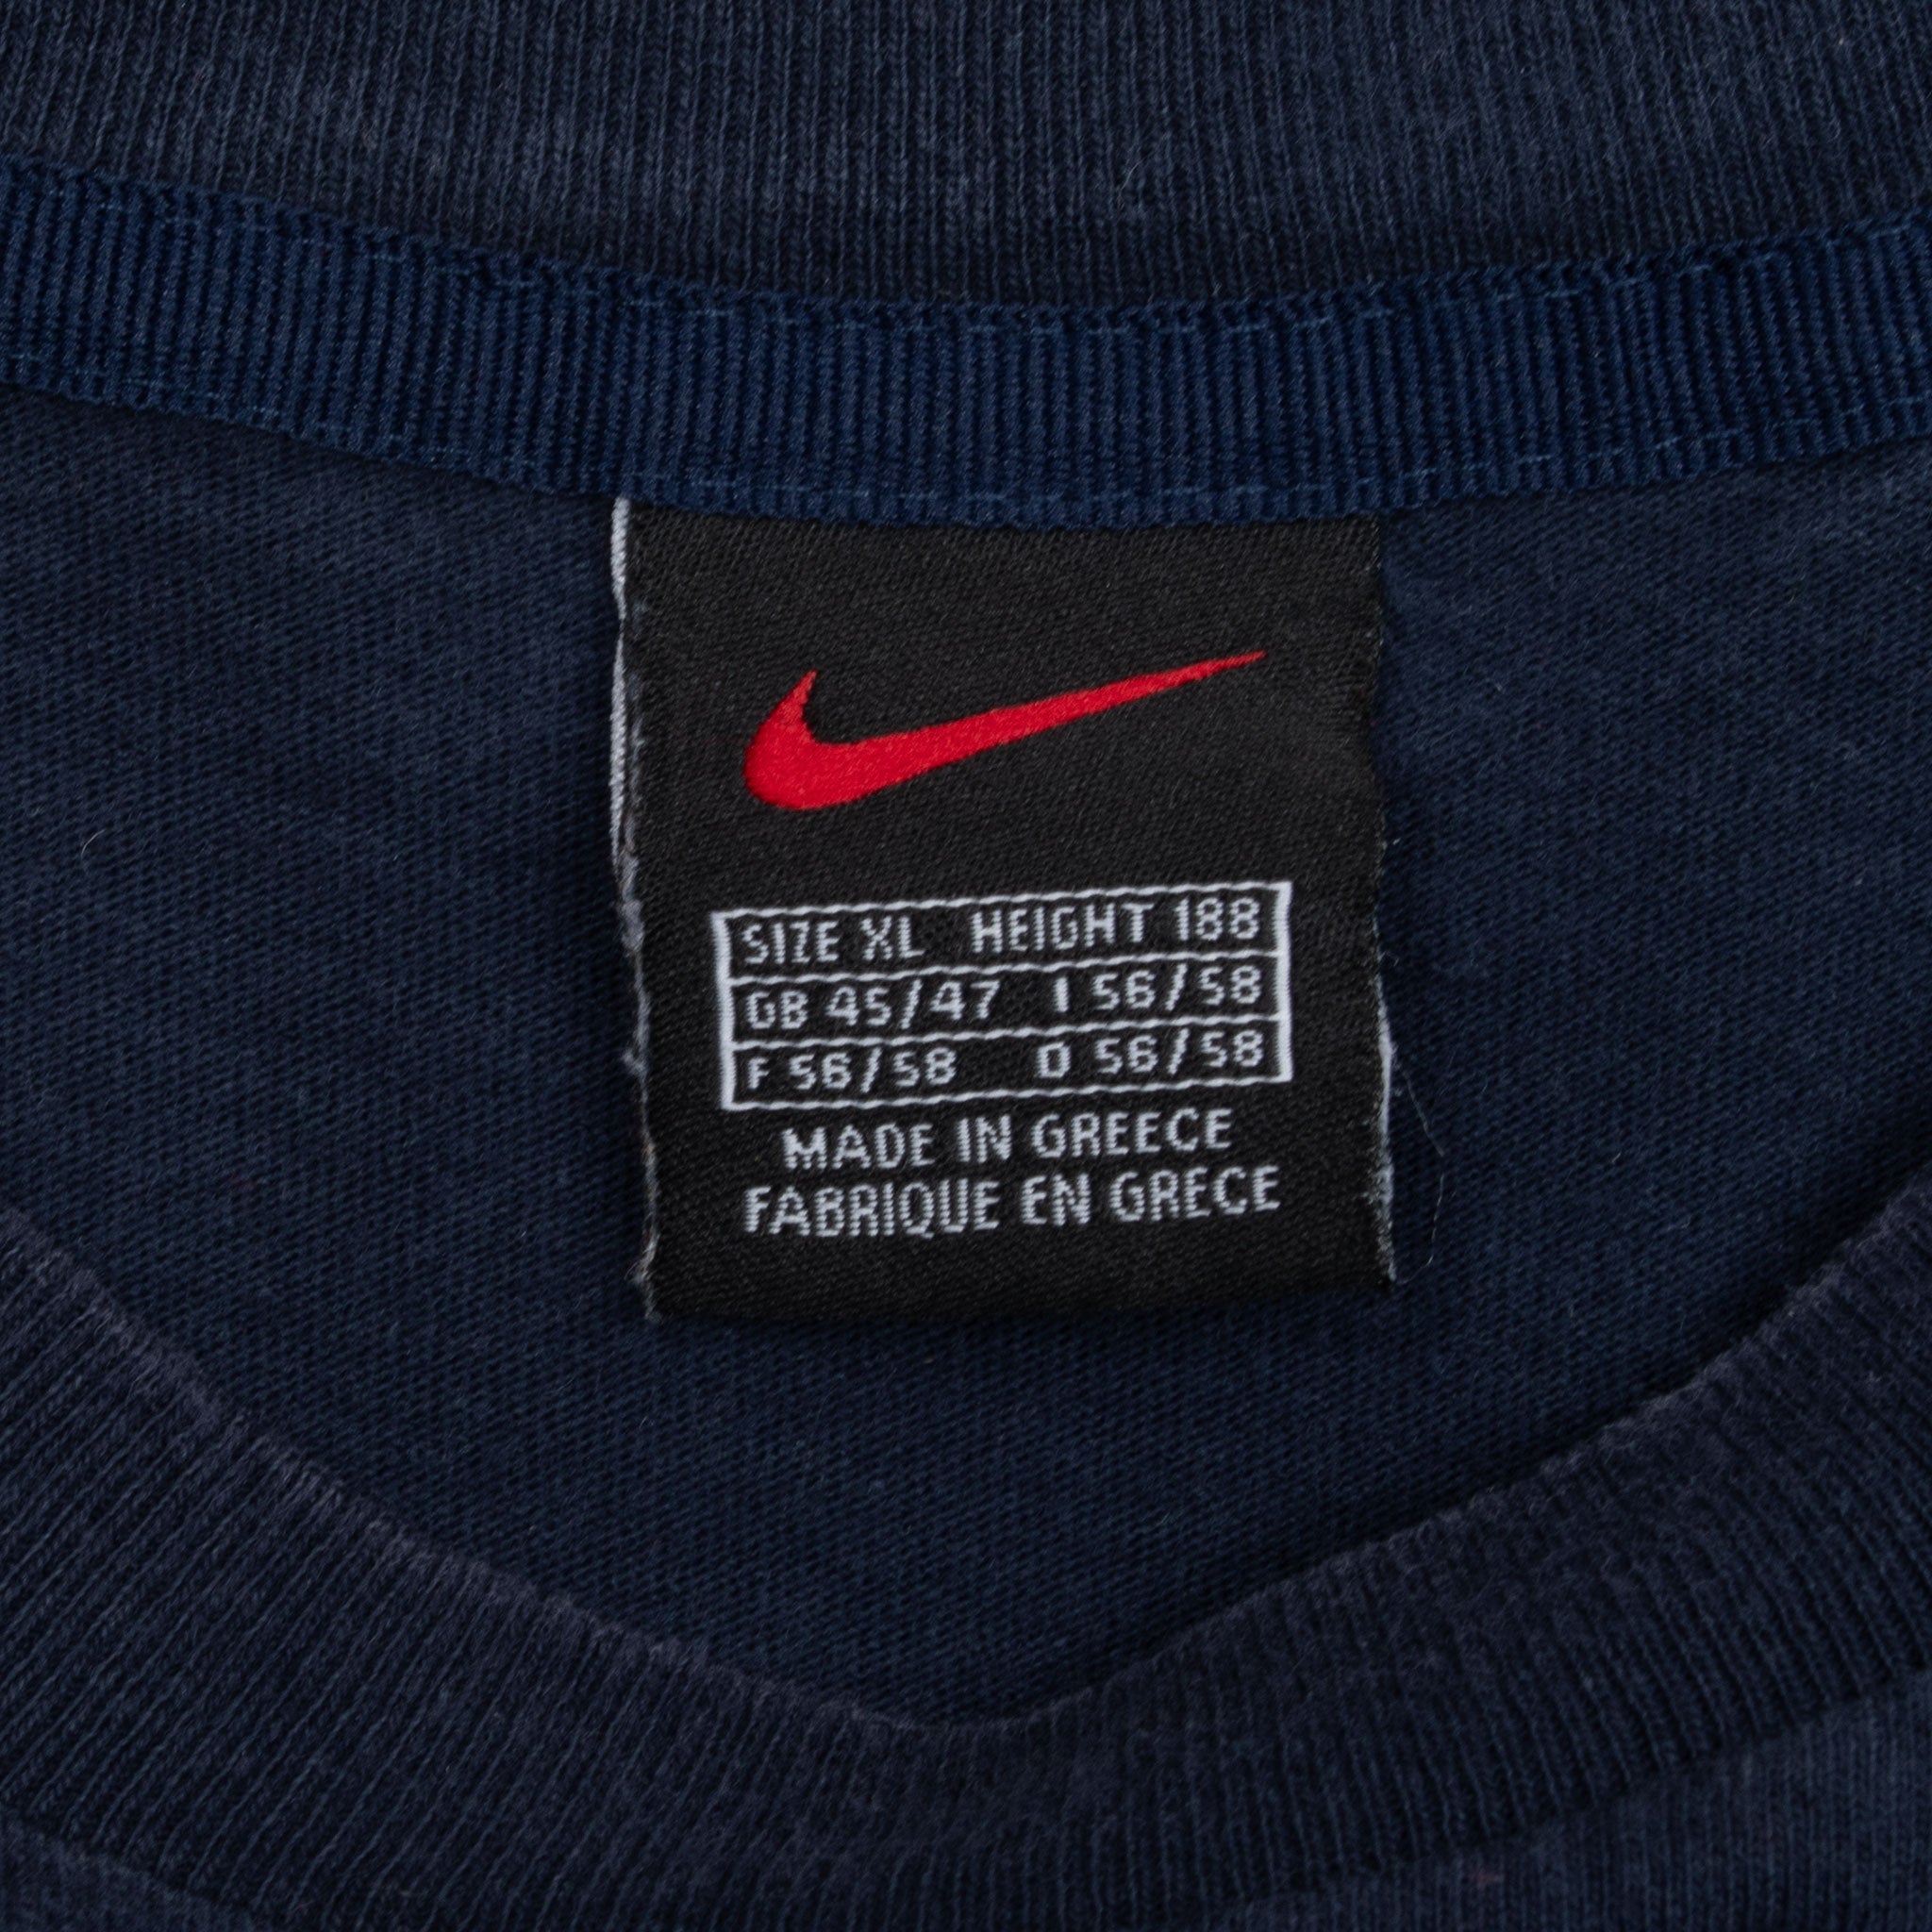 SIZE XL HEIGHT 188
GB 45/47 I 56/58
F 56/58 D 56/58
MADE IN GREECE
FABRIQUE EN GRECE